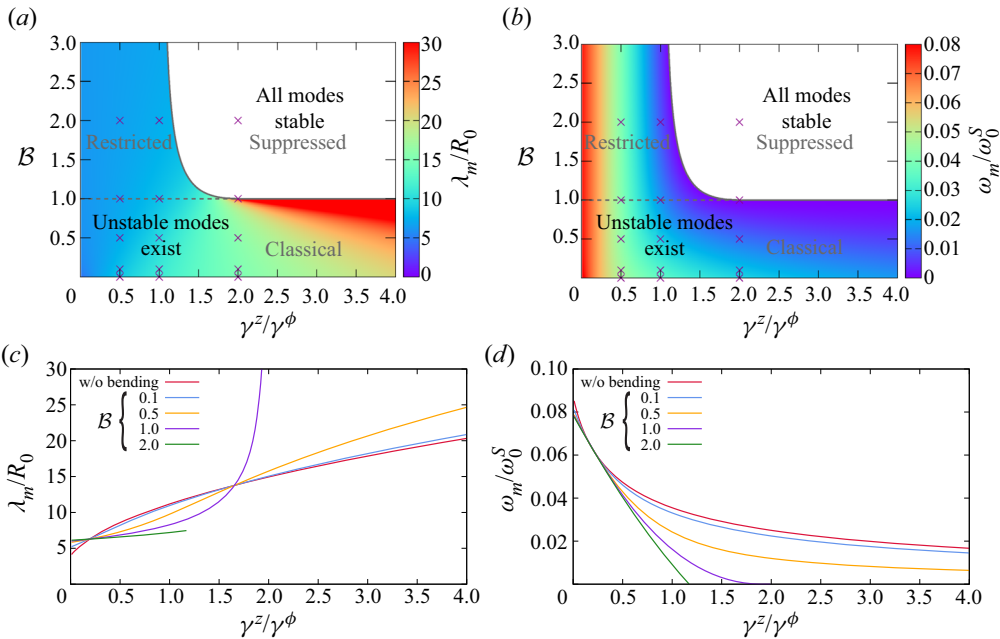 (a)
3.0
2.5
2.0
1.5
1.0
0.5
B
All modes
stable
Restricted
Suppressed
Unstable modes
exist
Classical
0 0.5 1.0 1.5 2.0 2.5 3.0 3.5 4.0
γ^z/γ^ϕ
30
25
20
15
10
5
0
λ_m/R_0
(b)
3.0
2.5
2.0
1.5
1.0
0.5
B
All modes
stable
Restricted
Suppressed
Unstable modes
exist
Classical
0 0.5 1.0 1.5 2.0 2.5 3.0 3.5 4.0
γ^z/γ^ϕ
0.08
0.07
0.06
0.05
0.04
0.03
0.02
0.01
0
ω_m/ω_0^S
(c)
30
25
20
15
10
5
λ_m/R_0
w/o bending
B { 0.1
0.5
1.0
2.0
0 0.5 1.0 1.5 2.0 2.5 3.0 3.5 4.0
γ^z/γ^ϕ
(d)
0.10
0.08
0.06
0.04
0.02
ω_m/ω_0^S
w/o bending
B { 0.1
0.5
1.0
2.0
0 0.5 1.0 1.5 2.0 2.5 3.0 3.5 4.0
γ^z/γ^ϕ